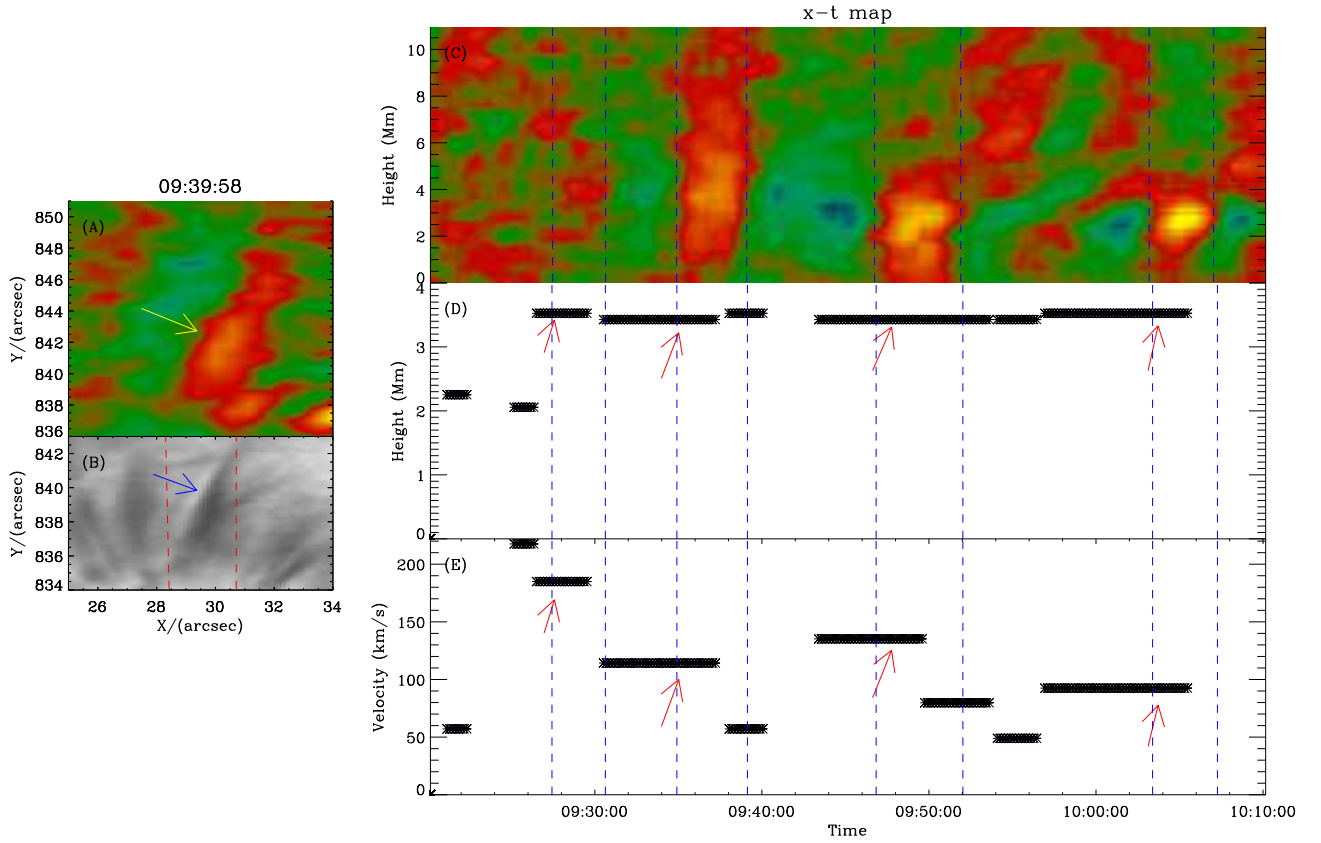 x−t map
(C)
10
8
6
4
2
0
Height (Mm)
09:39:58
(A)
850
848
846
844
842
840
838
836
Y/(arcsec)
(B)
842
840
838
836
834
Y/(arcsec)
26 28 30 32 34
X/(arcsec)
(D)
4
3
2
1
0
Height (Mm)
(E)
200
150
100
50
0
Velocity (km/s)
09:30:00 09:40:00 09:50:00 10:00:00 10:10:00
Time